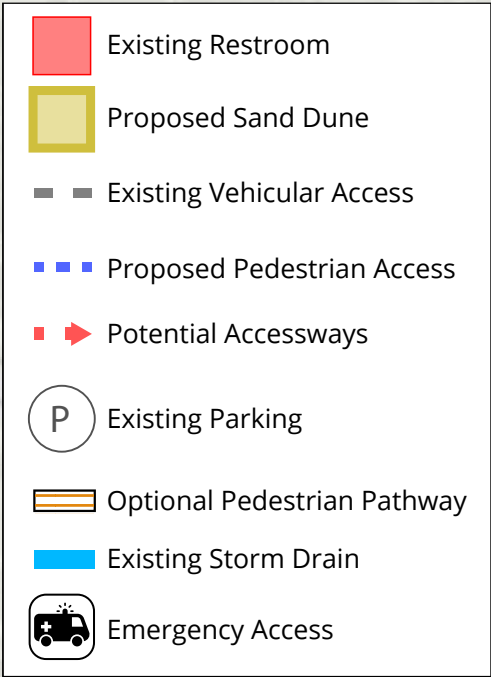 Existing Restroom
Proposed Sand Dune
Existing Vehicular Access
Proposed Pedestrian Access
Potential Accessways
P
Existing Parking
Optional Pedestrian Pathway
Existing Storm Drain
Emergency Access